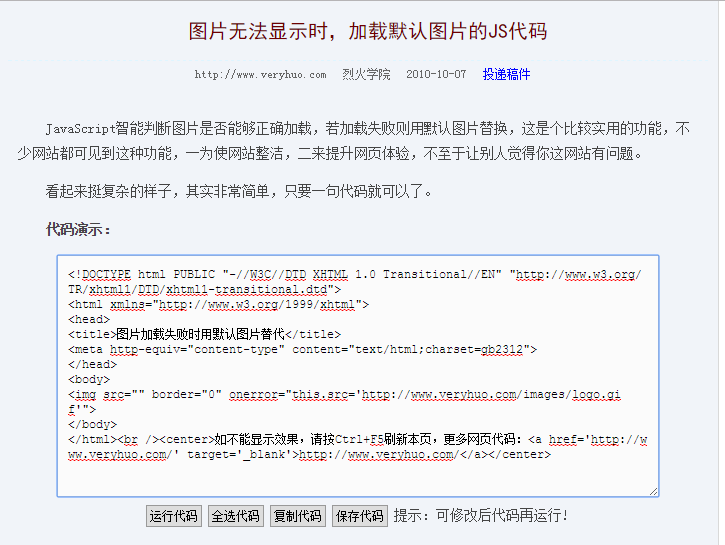 图片无法显示时，加载默认图片的JS代码
http://www.veryhuo.com 烈火学院 2010-10-07 投递稿件
JavaScript智能判断图片是否能够正确加载，若加载失败则用默认图片替换，这是个比较实用的功能，不
少网站都可见到这种功能，一为使网站整洁，二来提升网页体验，不至于让别人觉得你这网站有问题。
看起来挺复杂的样子，其实非常简单，只要一句代码就可以了。
代码演示：
<!DOCTYPE html PUBLIC "-//W3C//DTD XHTML 1.0 Transitional//EN" "http://www.w3.org/
TR/xhtml1/DTD/xhtml1-transitional.dtd">
<html xmlns="http://www.w3.org/1999/xhtml">
<head>
<title>图片加载失败时用默认图片替代</title>
<meta http-equiv="content-type" content="text/html;charset=gb2312">
</head>
<body>
<img src="" border="0" onerror="this.src='http://www.veryhuo.com/images/logo.gi
f'">
</body>
</html><br /><center>如不能显示效果，请按Ctrl+F5刷新本页，更多网页代码：<a href='http://w
ww.veryhuo.com/' target='_blank'>http://www.veryhuo.com/</a></center>
运行代码 全选代码 复制代码 保存代码 提示：可修改后代码再运行!